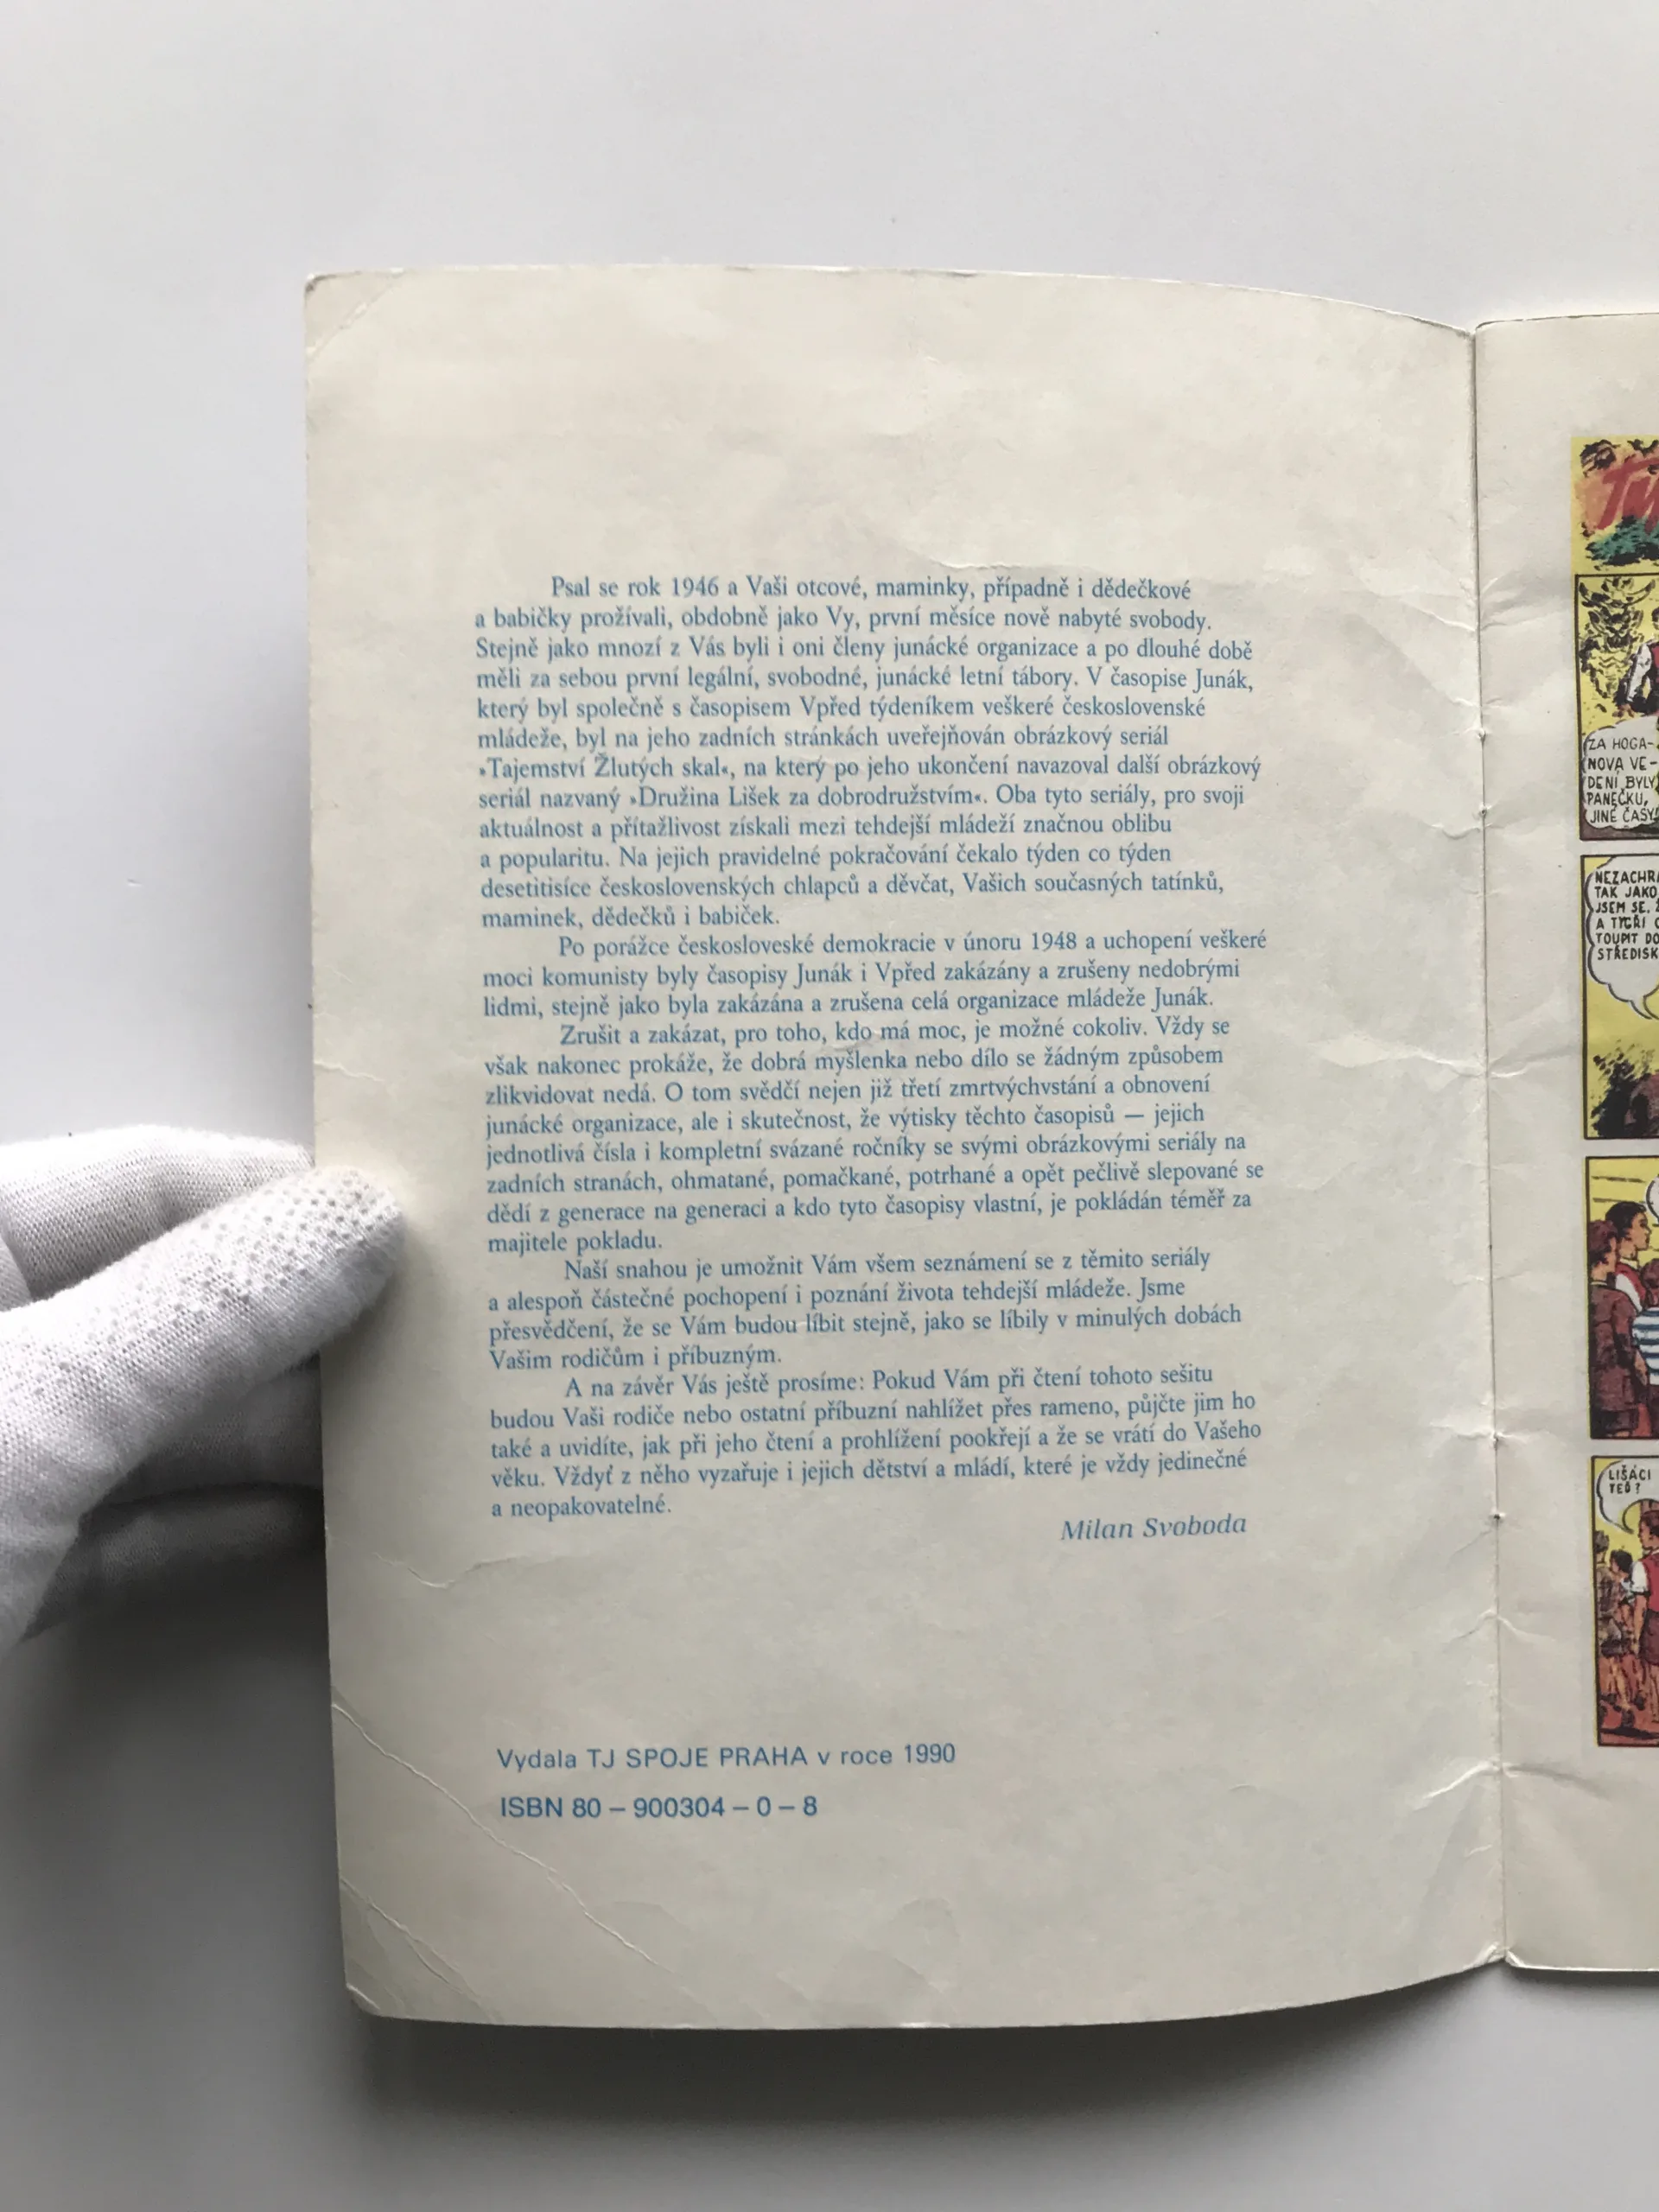 Psal se rok 1946 a Vaši otcové, maminky, případně i dědečkové
a babičky prožívali, obdobně jako Vy, první měsíce nově nabyté svobody.
Stejně jako mnozí z Vás byli i oni členy junácké organizace a po dlouhé době
měli za sebou první legální, svobodné, junácké letní tábory. V časopise Junák,
který byl společně s časopisem Vpřed týdeníkem veškeré československé
mládeže, byl na jeho zadních stránkách uveřejňován obrázkový seriál
»Tajemství Žlutých skal«, na který po jeho ukončení navazoval další obrázkový
seriál nazvaný »Družina Lišek za dobrodružstvím«. Oba tyto seriály, pro svoji
aktuálnost a přítažlivost získali mezi tehdejší mládeží značnou oblibu
a popularitu. Na jejich pravidelné pokračování čekalo týden co týden
desetitisíce československých chlapců a děvčat, Vašich současných tatínků,
maminek, dědečků i babiček.
Po porážce českosloveské demokracie v únoru 1948 a uchopení veškeré
moci komunisty byly časopisy Junák i Vpřed zakázány a zrušeny nedobrými
lidmi, stejně jako byla zakázána a zrušena celá organizace mládeže Junák.
Zrušit a zakázat, pro toho, kdo má moc, je možné cokoliv. Vždy se
však nakonec prokáže, že dobrá myšlenka nebo dílo se žádným způsobem
zlikvidovat nedá. O tom svědčí nejen již třetí zmrtvýchvstání a obnovení
junácké organizace, ale i skutečnost, že výtisky těchto časopisů — jejich
jednotlivá čísla i kompletní svázané ročníky se svými obrázkovými seriály na
zadních stranách, ohmatané, pomačkané, potrhané a opět pečlivě slepované se
dědí z generace na generaci a kdo tyto časopisy vlastní, je pokládán téměř za
majitele pokladu.
Naší snahou je umožnit Vám všem seznámení se z těmito seriály
a alespoň částečné pochopení i poznání života tehdejší mládeže. Jsme
přesvědčení, že se Vám budou líbit stejně, jako se líbily v minulých dobách
Vašim rodičům i příbuzným.
A na závěr Vás ještě prosíme: Pokud Vám při čtení tohoto sešitu
budou Vaši rodiče nebo ostatní příbuzní nahlížet přes rameno, půjčte jim ho
také a uvidíte, jak při jeho čtení a prohlížení pookřejí a že se vrátí do Vašeho
věku. Vždyť z něho vyzařuje i jejich dětství a mládí, které je vždy jedinečné
a neopakovatelné.
Milan Svoboda
Vydala TJ SPOJE PRAHA v roce 1990
ISBN 80 – 900304 – 0 – 8
ZA HOGA-
NOVA VE-
DENÍ BYLY
PANEČKU,
JINÉ ČASY
TAK JAKO
JSEM SE,
A TYGŘI
TOUPIT DO
LIŠÁCI
TEĎ?